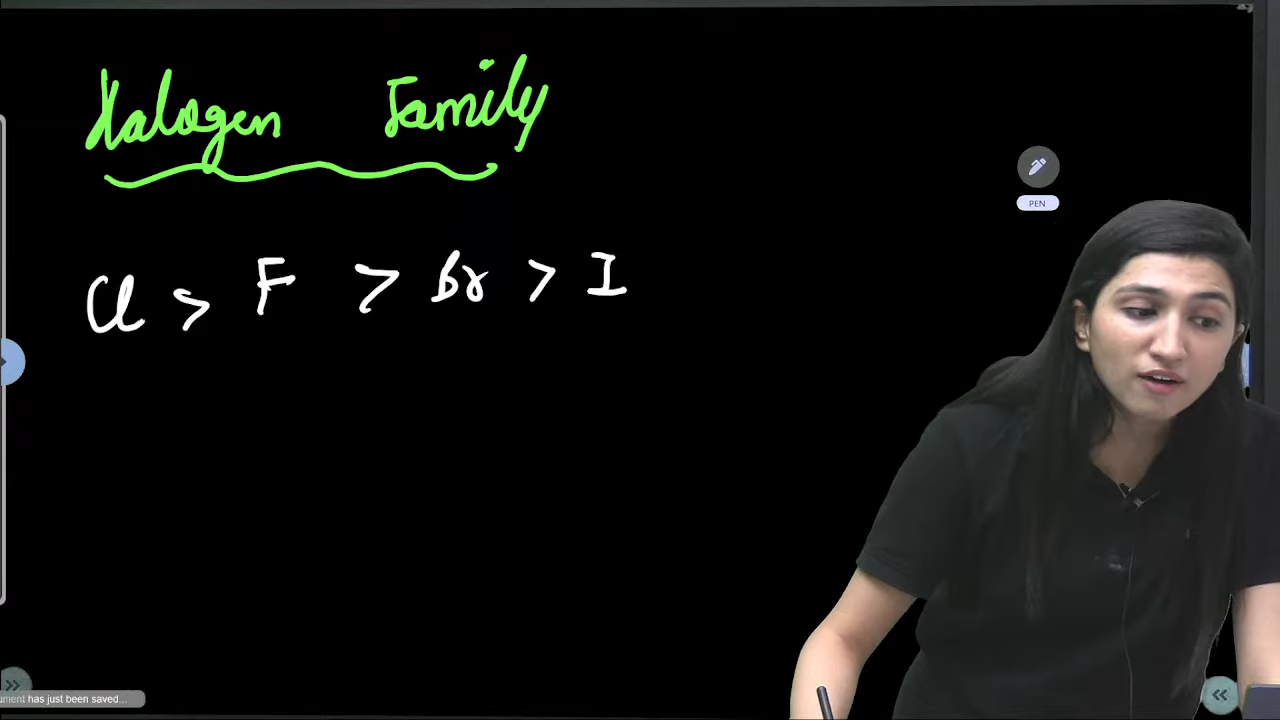 Halogen Family
PEN
Cl > F > Br > I
ument has just been saved...